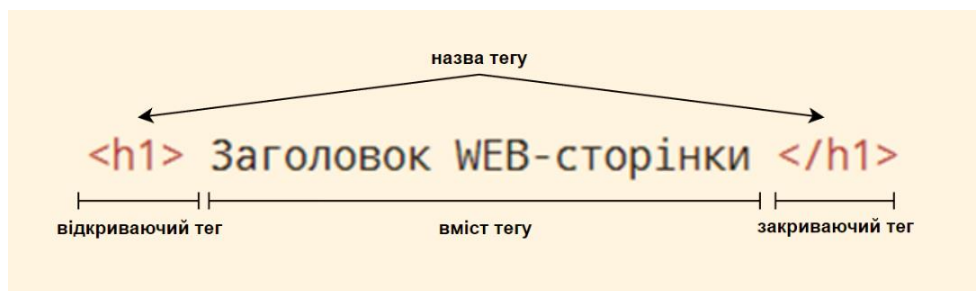 назва тегу
<h1> Заголовок WEB-сторінки </h1>
відкриваючий тег вміст тегу закриваючий тег